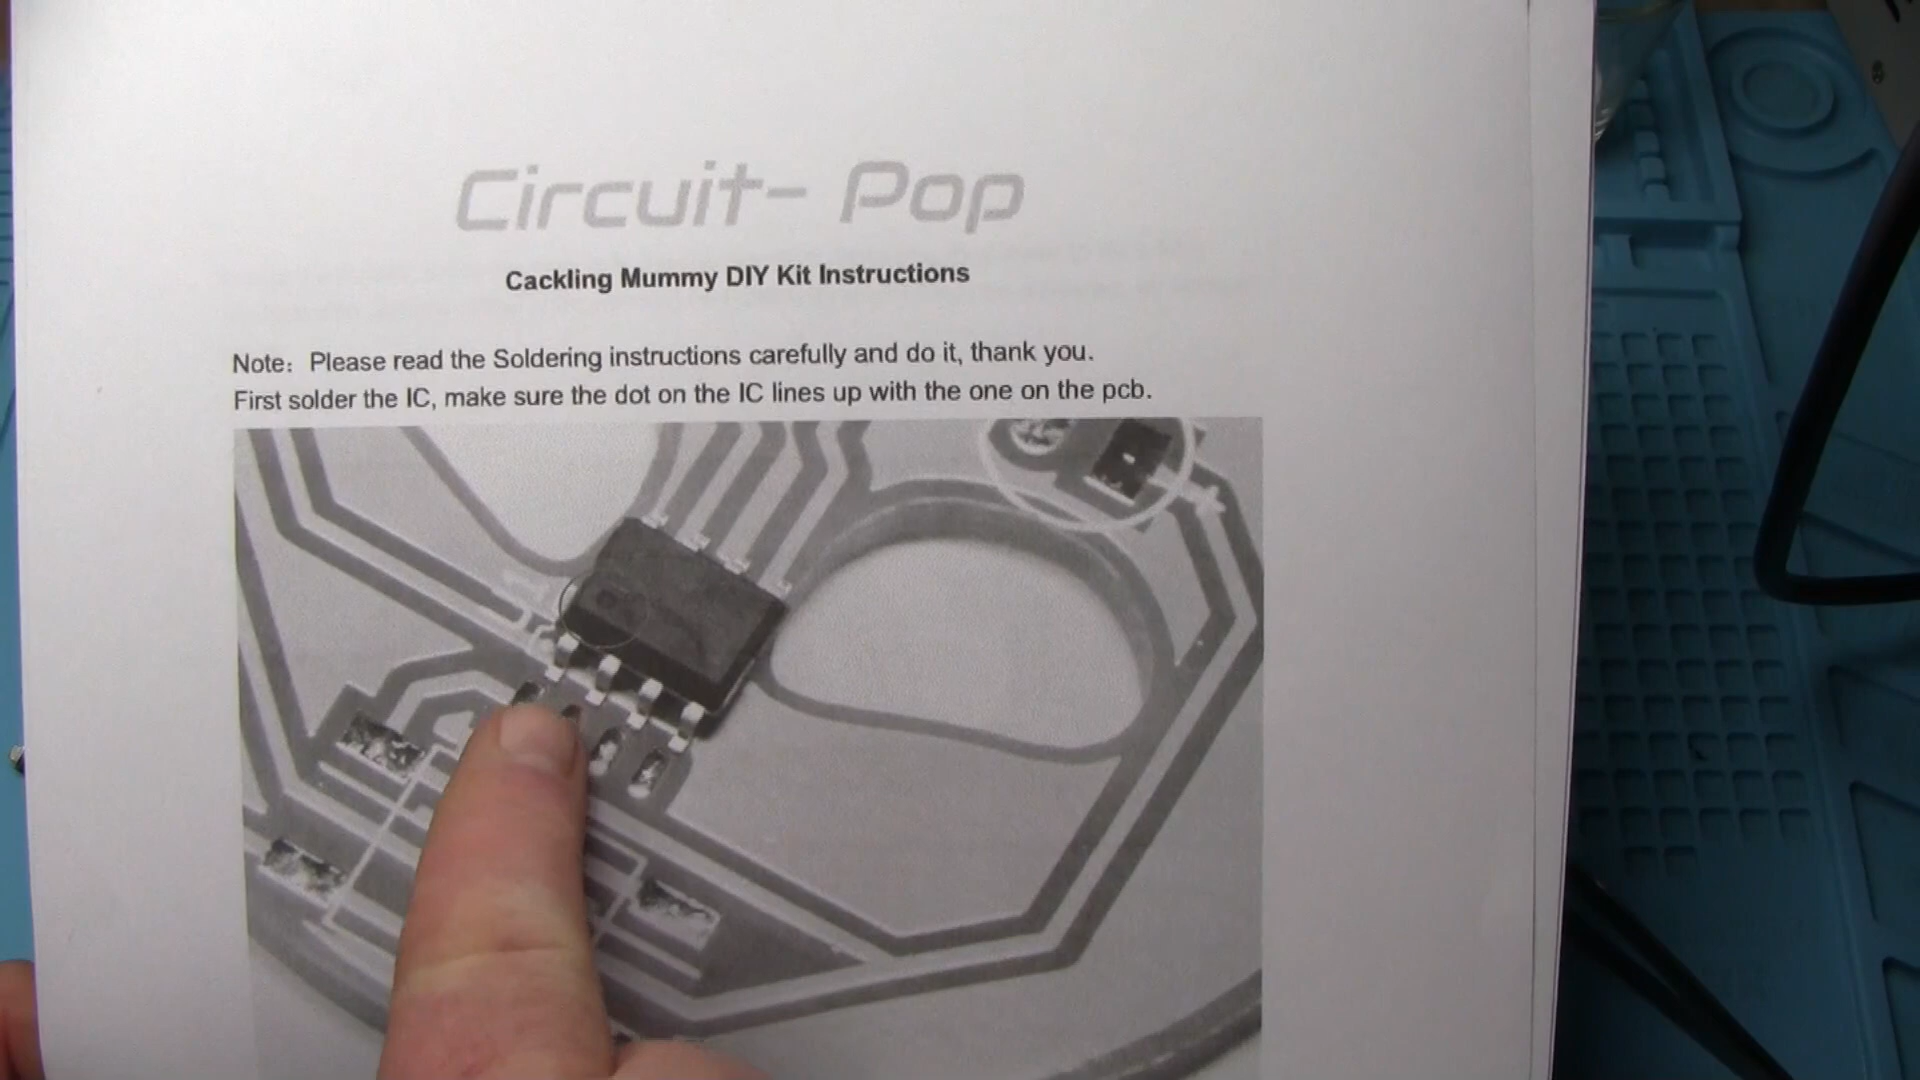 Circuit- Pop
Cackling Mummy DIY Kit Instructions
Note: Please read the Soldering instructions carefully and do it, thank you.
First solder the IC, make sure the dot on the IC lines up with the one on the pcb.